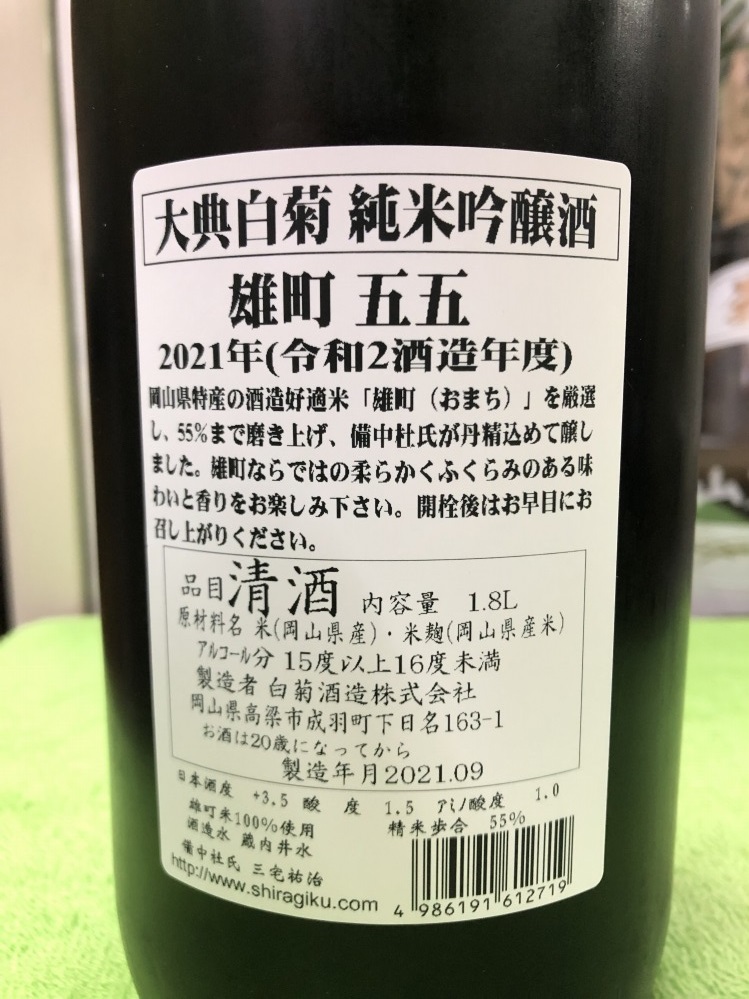 大典白菊 純米吟醸酒
雄町 五五
2021年(令和2酒造年度)
岡山県特産の酒造好適米「雄町（おまち）」を厳選
し、55%まで磨き上げ、備中杜氏が丹精込めて醸し
ました。雄町ならではの柔らかくふくらみのある味
わいと香りをお楽しみ下さい。開栓後はお早目にお
召し上がりください。
品目 清酒 内容量 1.8L
原材料名 米(岡山県産)・米麹(岡山県産米)
アルコール分 15度以上16度未満
製造者 白菊酒造株式会社
岡山県高梁市成羽町下日名163-1
お酒は20歳になってから
製造年月2021.09
日本酒度 +3.5 酸 度 1.5 アミノ酸度 1.0
雄町米100%使用 精米歩合 55%
酒造水 蔵内井水
備中杜氏 三宅祐治
http://www.shiragiku.com
4 986191 612719